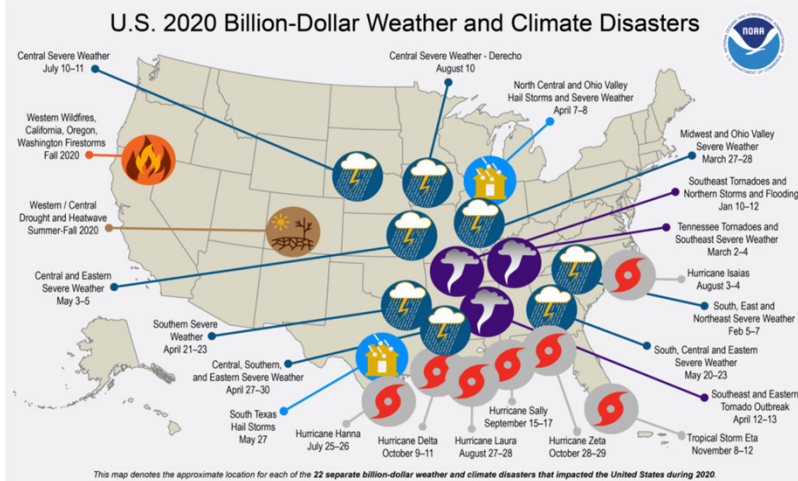 U.S. 2020 Billion-Dollar Weather and Climate Disasters
NOAA
Central Severe Weather
July 10–11
Central Severe Weather - Derecho
August 10
North Central and Ohio Valley
Hail Storms and Severe Weather
April 7–8
Western Wildfires,
California, Oregon,
Washington Firestorms
Fall 2020
Midwest and Ohio Valley
Severe Weather
March 27–28
Southeast Tornadoes and
Northern Storms and Flooding
Jan 10–12
Western / Central
Drought and Heatwave
Summer-Fall 2020
Tennessee Tornadoes and
Southeast Severe Weather
March 2–4
Hurricane Isaias
August 3–4
Central and Eastern
Severe Weather
May 3–5
South, East and
Northeast Severe Weather
Feb 5–7
Southern Severe
Weather
April 21–23
South, Central and Eastern
Severe Weather
May 20–23
Central, Southern,
and Eastern Severe Weather
April 27–30
Southeast and Eastern
Tornado Outbreak
April 12–13
South Texas
Hail Storms
May 27
Hurricane Hanna
July 25–26
Hurricane Delta
October 9–11
Hurricane Laura
August 27–28
Hurricane Sally
September 15–17
Hurricane Zeta
October 28–29
Tropical Storm Eta
November 8–12
This map denotes the approximate location for each of the 22 separate billion-dollar weather and climate disasters that impacted the United States during 2020.